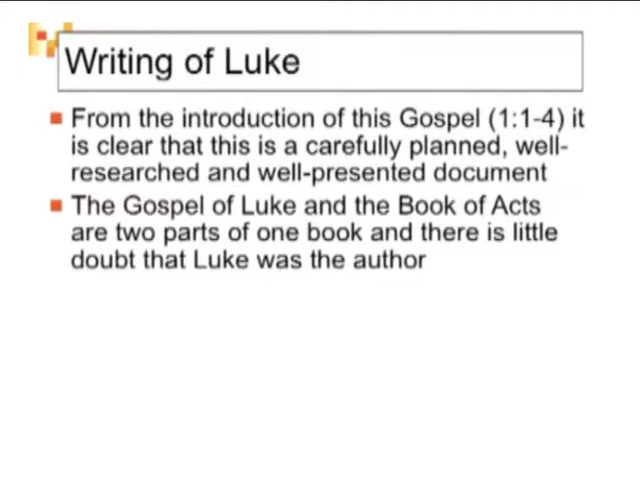 Writing of Luke
From the introduction of this Gospel (1:1-4) it
is clear that this is a carefully planned, well-
researched and well-presented document
The Gospel of Luke and the Book of Acts
are two parts of one book and there is little
doubt that Luke was the author